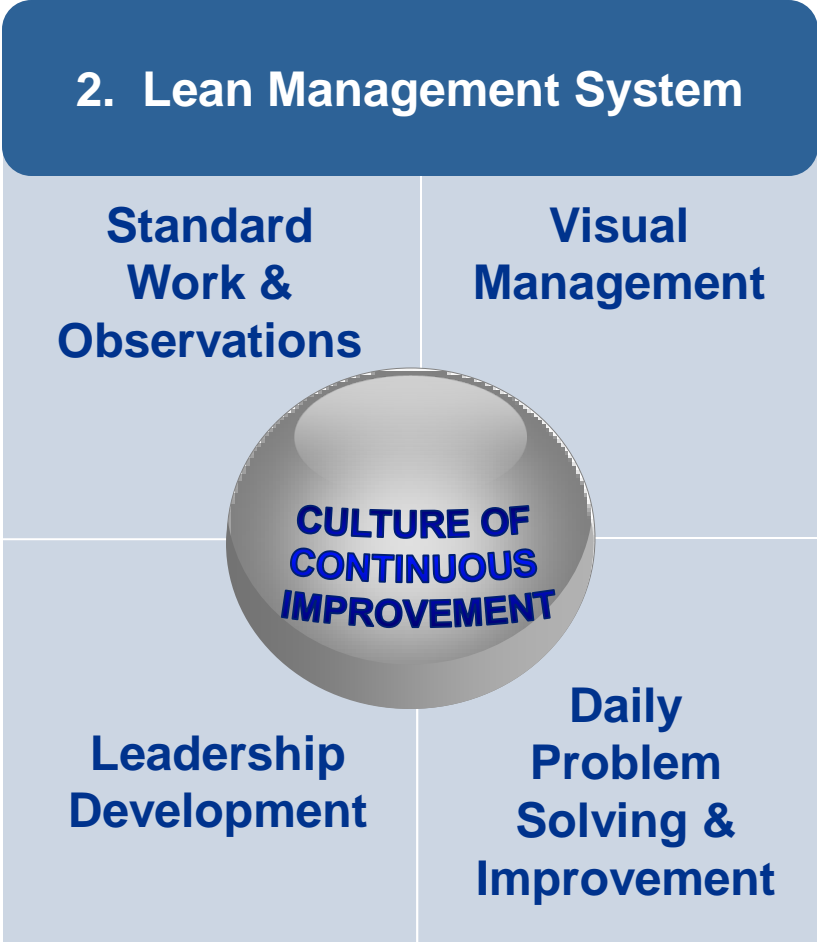 2. Lean Management System
Standard
Work &
Observations
Visual
Management
CULTURE OF
CONTINUOUS
IMPROVEMENT
Leadership
Development
Daily
Problem
Solving &
Improvement